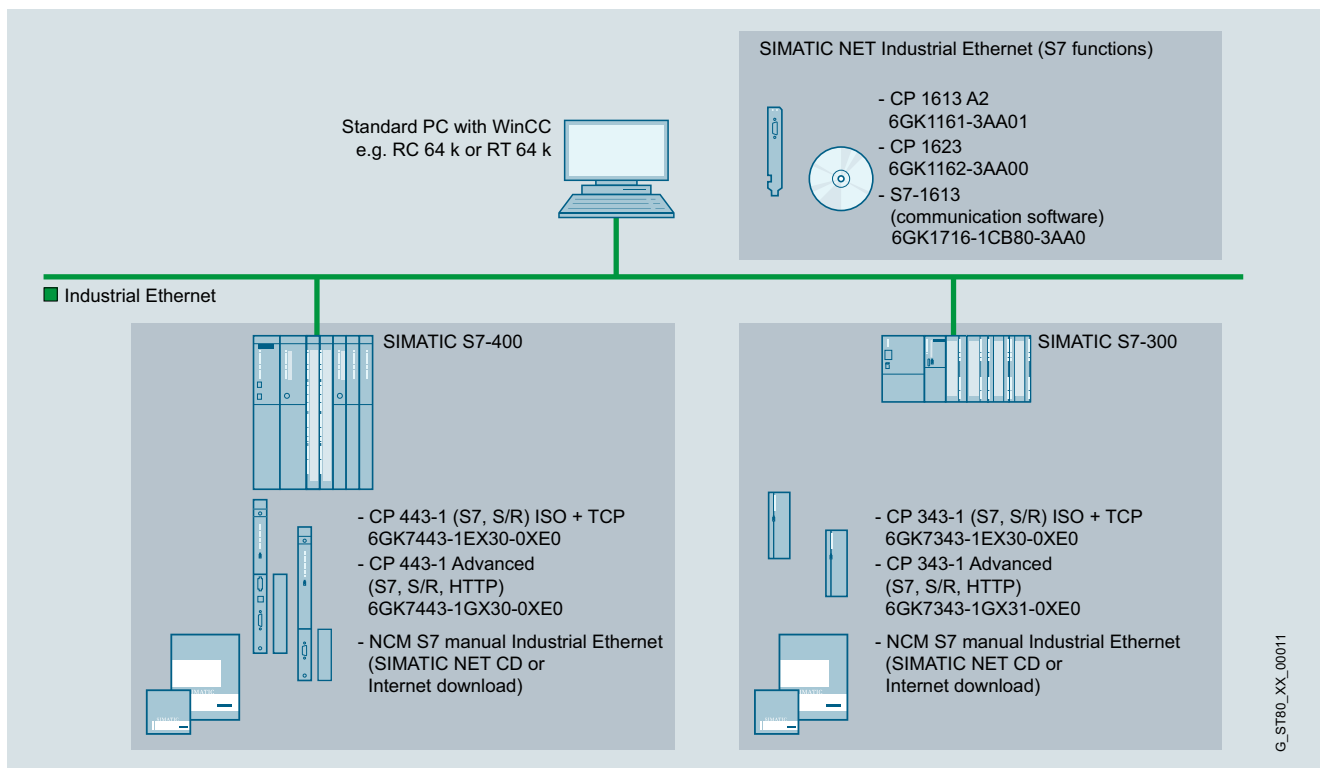 SIMATIC NET Industrial Ethernet (S7 functions)
- CP 1613 A2
6GK1161-3AA01
- CP 1623
6GK1162-3AA00
- S7-1613
(communication software)
6GK1716-1CB80-3AA0
Standard PC with WinCC
e.g. RC 64 k or RT 64 k
Industrial Ethernet
SIMATIC S7-400
- CP 443-1 (S7, S/R) ISO + TCP
6GK7443-1EX30-0XE0
- CP 443-1 Advanced
(S7, S/R, HTTP)
6GK7443-1GX30-0XE0
- NCM S7 manual Industrial Ethernet
(SIMATIC NET CD or
Internet download)
SIMATIC
SIMATIC
SIMATIC S7-300
- CP 343-1 (S7, S/R) ISO + TCP
6GK7343-1EX30-0XE0
- CP 343-1 Advanced
(S7, S/R, HTTP)
6GK7343-1GX31-0XE0
- NCM S7 manual Industrial Ethernet
(SIMATIC NET CD or
Internet download)
SIMATIC
SIMATIC
G_ST80_XX_00011